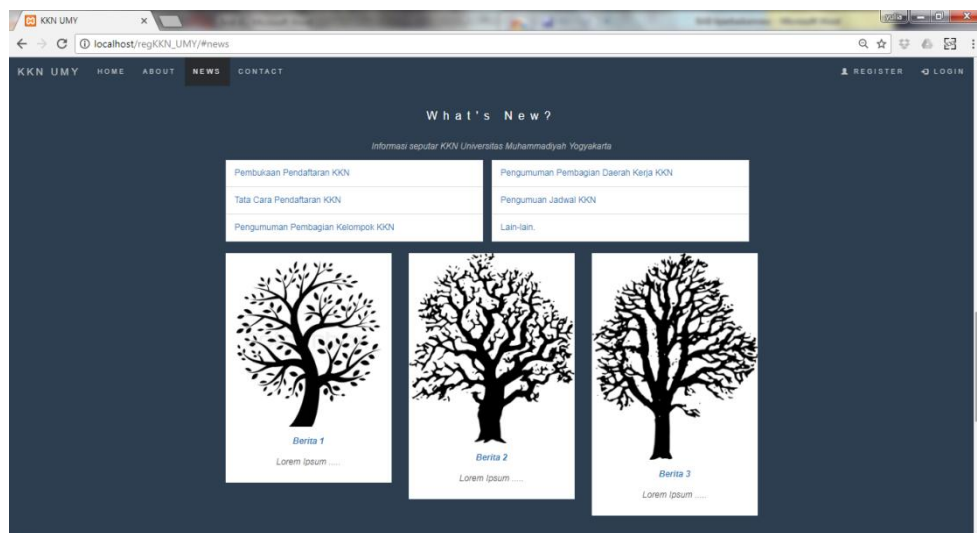 KKN UMY
yulia
localhost/regKKN_UMY/#news
KKN UMY HOME ABOUT NEWS CONTACT REGISTER LOGIN
What's New?
Informasi seputar KKN Universitas Muhammadiyah Yogyakarta
Pembukaan Pendaftaran KKN
Tata Cara Pendaftaran KKN
Pengumuman Pembagian Kelompok KKN
Pengumuman Pembagian Daerah Kerja KKN
Pengumuan Jadwal KKN
Lain-lain.
Berita 1
Lorem Ipsum .....
Berita 2
Lorem Ipsum .....
Berita 3
Lorem Ipsum .....